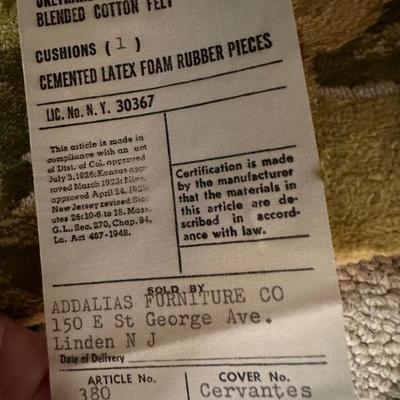 BLENDED COTTON FELT
CUSHIONS ( 1 )
CEMENTED LATEX FOAM RUBBER PIECES
LIC. No. N. Y. 30367
This article is made in
compliance with an act
of Dist. of Col. approved
July 3, 1926; Kansas app-
roved March 1923; Minn.
approved April 24, 1929;
New Jersey revised Stat-
utes 26:10-6 to 18. Mass.
G.L., Sec. 270, Chap. 94,
La. Act 467-1948.
Certification is made
by the manufacturer
that the materials in
this article are de-
scribed in accord-
ance with law.
SOLD BY
ADDALIAS FURNITURE CO
150 E St George Ave.
Linden N J
Date of Delivery
ARTICLE No.
380
COVER No.
Cervantes